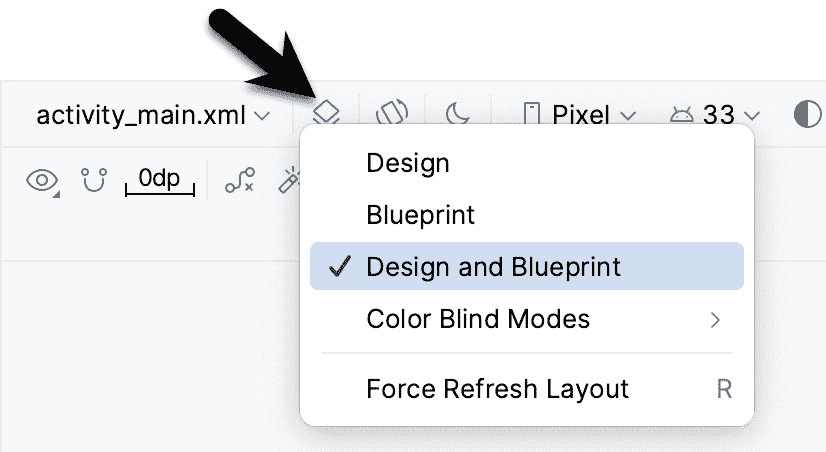 activity_main.xml Pixel 33
0dp
Design
Blueprint
Design and Blueprint
Color Blind Modes
Force Refresh Layout R